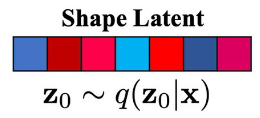 Shape Latent
z₀ ∼ q(z₀|x)